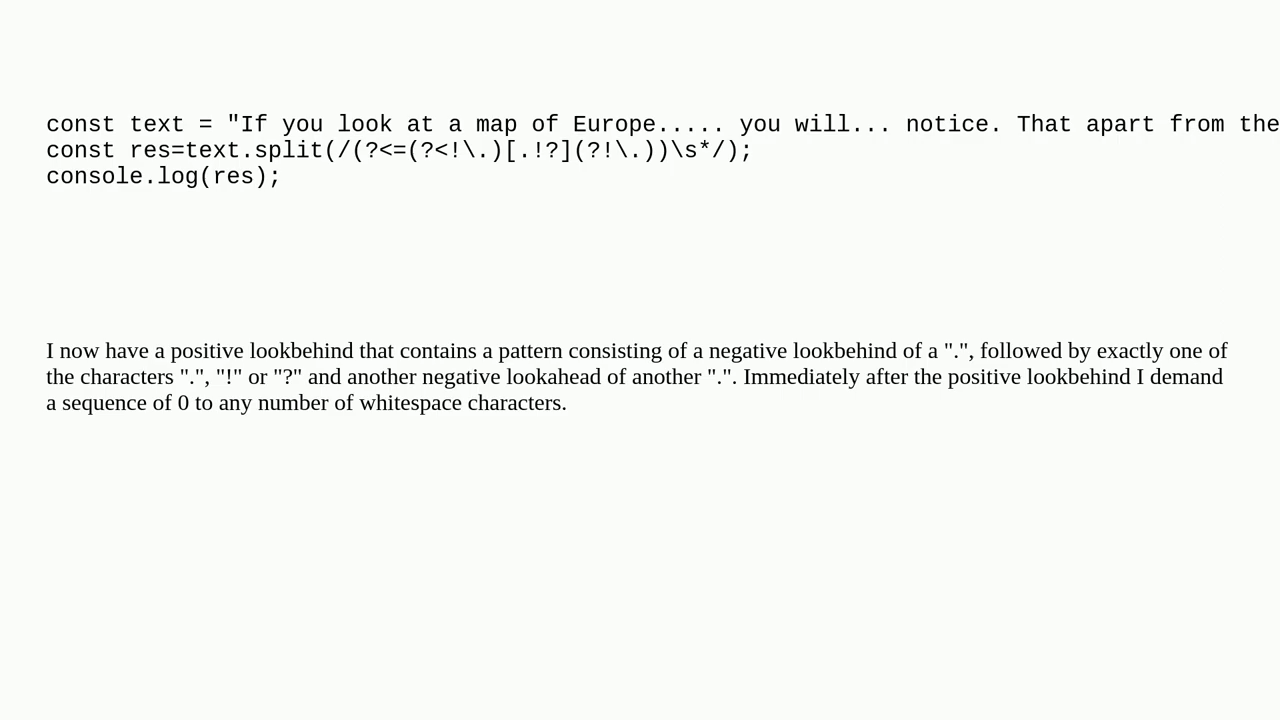 const text = "If you look at a map of Europe..... you will... notice. That apart from the
const res=text.split(/(?<=(?<!\.)[.!?](?!\.))\s*/);
console.log(res);
I now have a positive lookbehind that contains a pattern consisting of a negative lookbehind of a ".", followed by exactly one of
the characters ".", "!" or "?" and another negative lookahead of another ".". Immediately after the positive lookbehind I demand
a sequence of 0 to any number of whitespace characters.